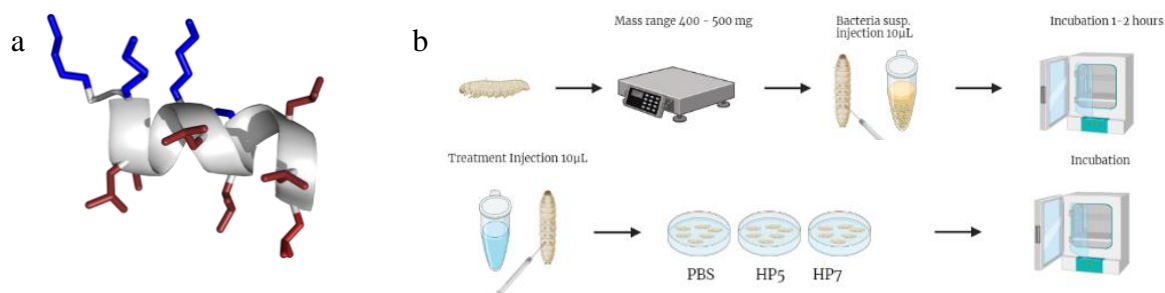 a
b
Mass range 400 - 500 mg
Bacteria susp.
injection 10µL
Incubation 1-2 hours
Treatment Injection 10µL
Incubation
PBS
HP5
HP7